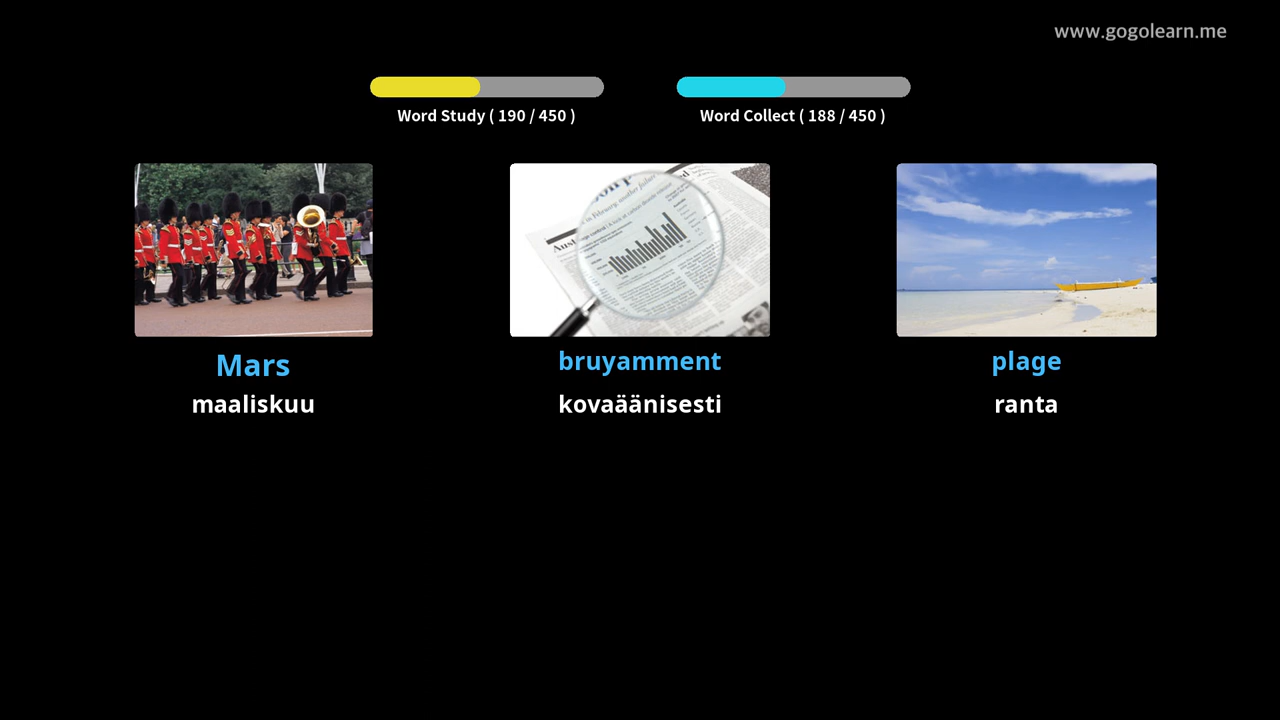 www.gogolearn.me
Word Study ( 190 / 450 )
Word Collect ( 188 / 450 )
Mars
bruyamment
plage
maaliskuu
kovaäänisesti
ranta